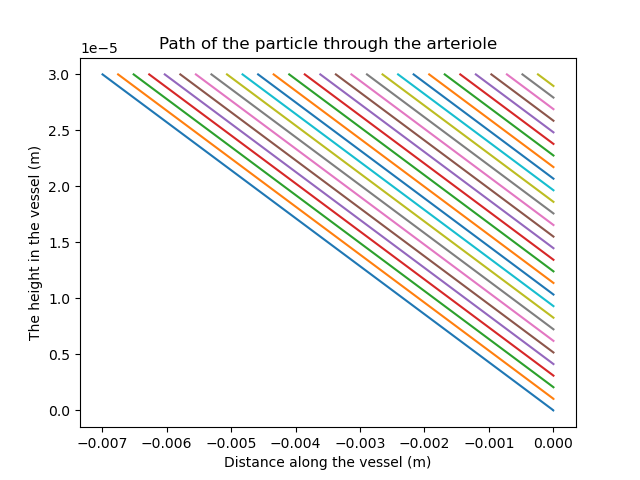 Path of the particle through the arteriole
1e−5
3.0
2.5
2.0
1.5
1.0
0.5
0.0
The height in the vessel (m)
−0.007 −0.006 −0.005 −0.004 −0.003 −0.002 −0.001 0.000
Distance along the vessel (m)